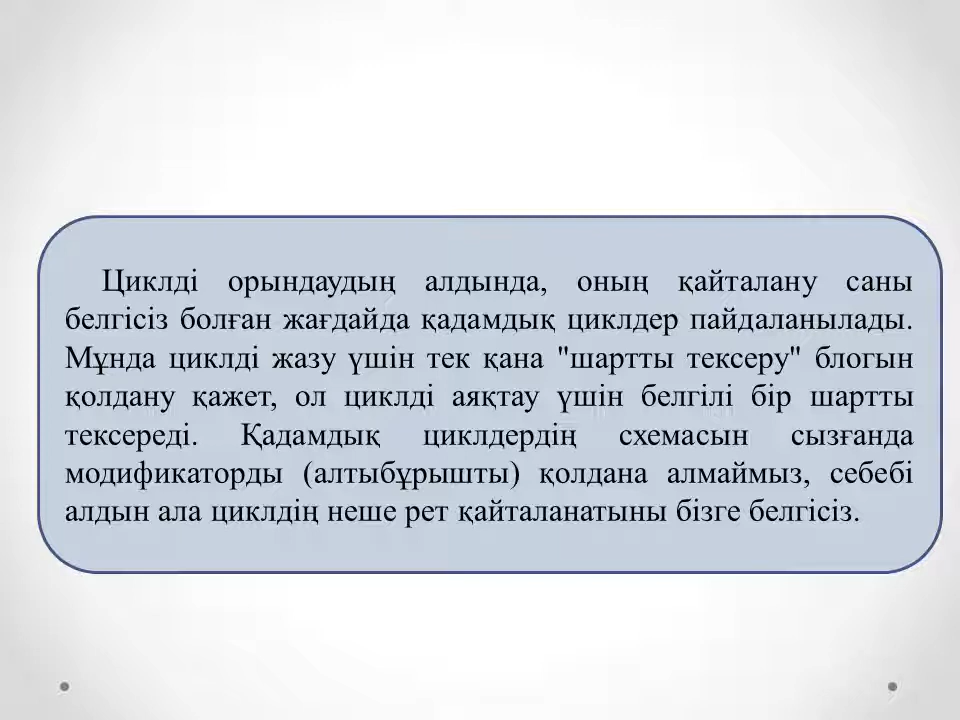 Циклді орындаудың алдында, оның қайталану саны
белгісіз болған жағдайда қадамдық циклдер пайдаланылады.
Мұнда циклді жазу үшін тек қана "шартты тексеру" блогын
қолдану қажет, ол циклді аяқтау үшін белгілі бір шартты
тексереді. Қадамдық циклдердің схемасын сызғанда
модификаторды (алтыбұрышты) қолдана алмаймыз, себебі
алдын ала циклдің неше рет қайталанатыны бізге белгісіз.